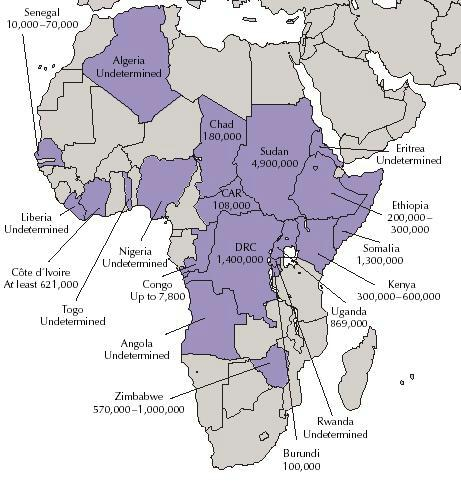 Senegal
10,000–70,000
Algeria
Undetermined
Chad
180,000
Sudan
4,900,000
Eritrea
Undetermined
CAR
108,000
Ethiopia
200,000–
300,000
Liberia
Undetermined
Nigeria
Undetermined
DRC
1,400,000
Somalia
1,300,000
Côte d'Ivoire
At least 621,000
Congo
Up to 7,800
Kenya
300,000–600,000
Togo
Undetermined
Uganda
869,000
Angola
Undetermined
Zimbabwe
570,000–1,000,000
Rwanda
Undetermined
Burundi
100,000